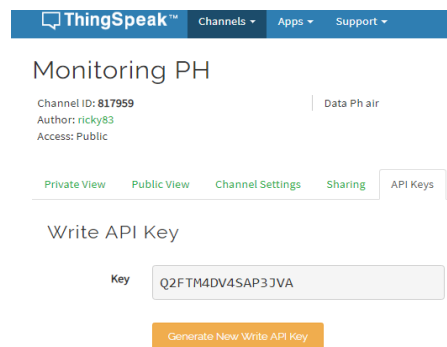 ThingSpeak™ Channels Apps Support
Monitoring PH
Channel ID: 817959 Data Ph air
Author: ricky83
Access: Public
Private View Public View Channel Settings Sharing API Keys
Write API Key
Key Q2FTM4DV4SAP3JVA
Generate New Write API Key